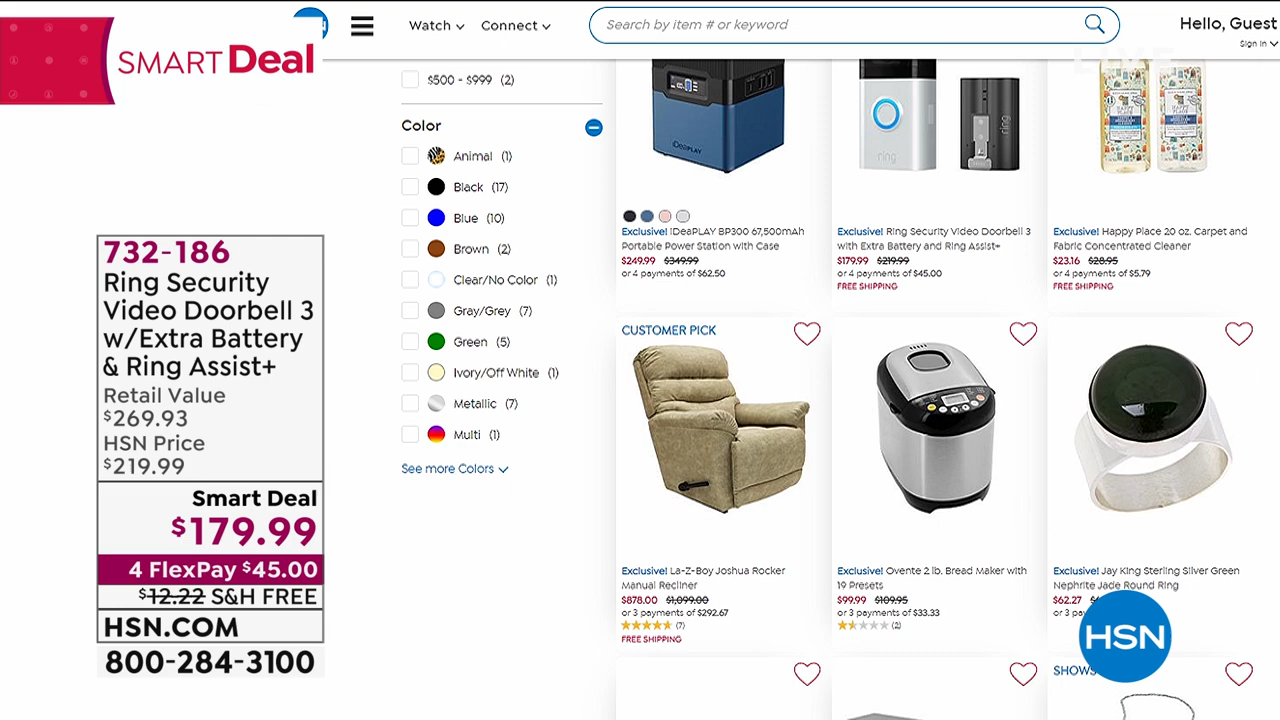 SMART Deal
Watch
Connect
Search by item # or keyword
Hello, Guest
Sign In
LIVE
$500 - $999 (2)
Color
Animal (1)
Black (17)
Blue (10)
Brown (2)
Clear/No Color (1)
Gray/Grey (7)
Green (5)
Ivory/Off White (1)
Metallic (7)
Multi (1)
See more Colors
732-186
Ring Security
Video Doorbell 3
w/Extra Battery
& Ring Assist+
Retail Value
$269.93
HSN Price
$219.99
Smart Deal
$179.99
4 FlexPay $45.00
$12.22 S&H FREE
HSN.COM
800-284-3100
iDeaPLAY
ring
ring
HAPPY PLACE
Exclusive! IDeaPLAY BP300 67,500mAh
Portable Power Station with Case
$249.99 $349.99
or 4 payments of $62.50
Exclusive! Ring Security Video Doorbell 3
with Extra Battery and Ring Assist+
$179.99 $219.99
or 4 payments of $45.00
FREE SHIPPING
Exclusive! Happy Place 20 oz. Carpet and
Fabric Concentrated Cleaner
$23.16 $28.95
or 4 payments of $5.79
FREE SHIPPING
CUSTOMER PICK
Exclusive! La-Z-Boy Joshua Rocker
Manual Recliner
$878.00 $1,099.00
or 3 payments of $292.67
(7)
FREE SHIPPING
Exclusive! Ovente 2 lb. Bread Maker with
19 Presets
$99.99 $109.95
or 3 payments of $33.33
(2)
Exclusive! Jay King Sterling Silver Green
Nephrite Jade Round Ring
$62.27
or 3 payments
HSN
SHOWS